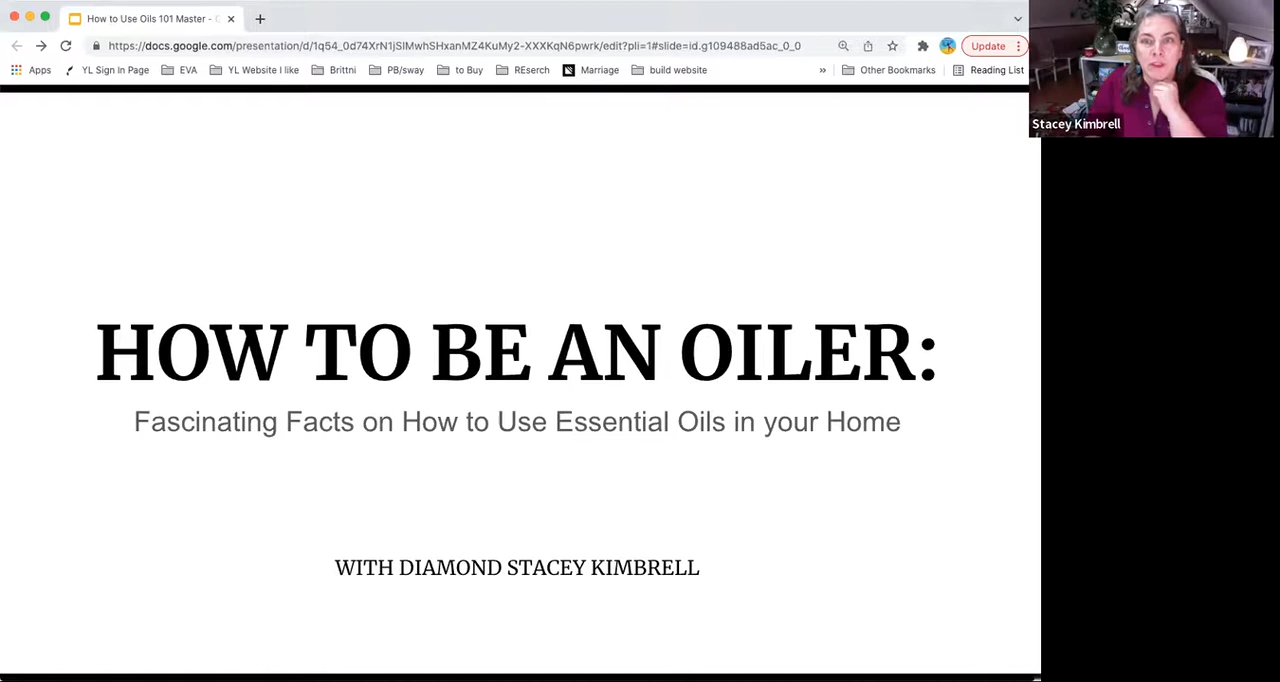 How to Use Oils 101 Master -
https://docs.google.com/presentation/d/1q54_0d74XrN1jSIMwhSHxanMZ4KuMy2-XXXKqN6pwrk/edit?pli=1#slide=id.g109488ad5ac_0_0
Update
Apps YL Sign In Page EVA YL Website I like Brittni PB/sway to Buy REserch Marriage build website » Other Bookmarks Reading List
Stacey Kimbrell
HOW TO BE AN OILER:
Fascinating Facts on How to Use Essential Oils in your Home
WITH DIAMOND STACEY KIMBRELL